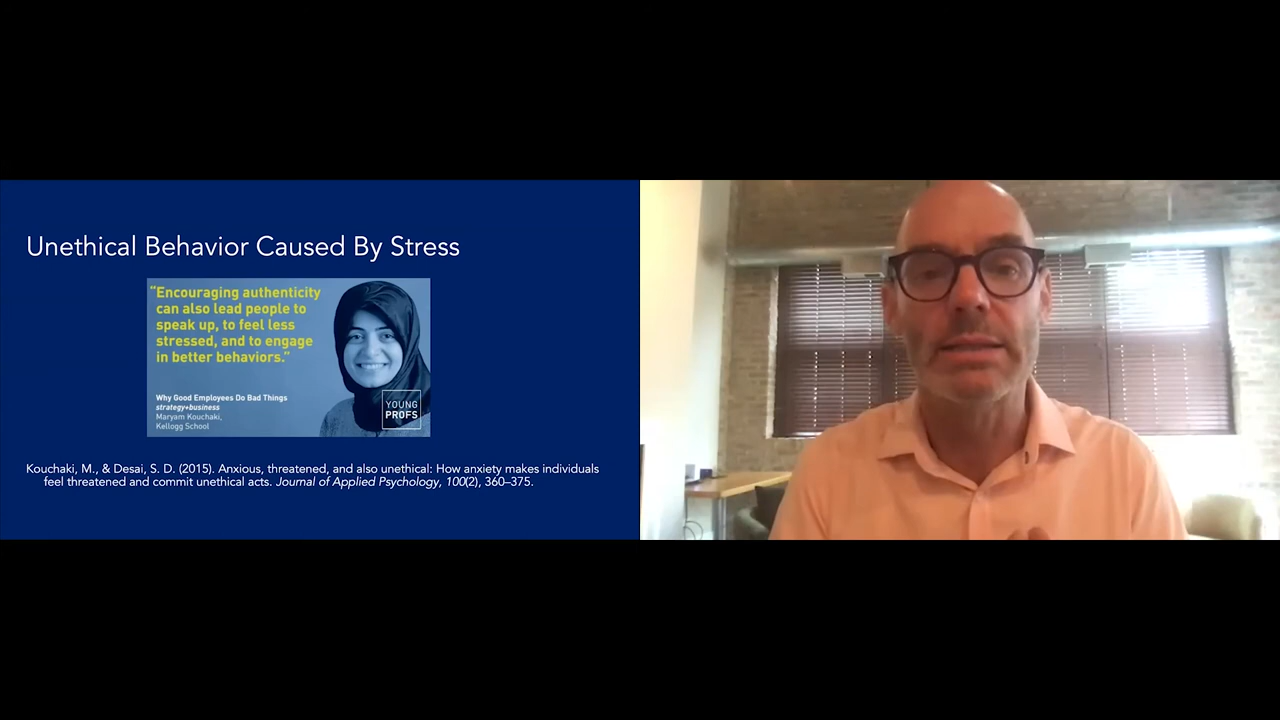 Unethical Behavior Caused By Stress
“Encouraging authenticity
can also lead people to
speak up, to feel less
stressed, and to engage
in better behaviors.”
Why Good Employees Do Bad Things
strategy+business
Maryam Kouchaki,
Kellogg School
YOUNG
PROFS
Kouchaki, M., & Desai, S. D. (2015). Anxious, threatened, and also unethical: How anxiety makes individuals
feel threatened and commit unethical acts. Journal of Applied Psychology, 100(2), 360–375.